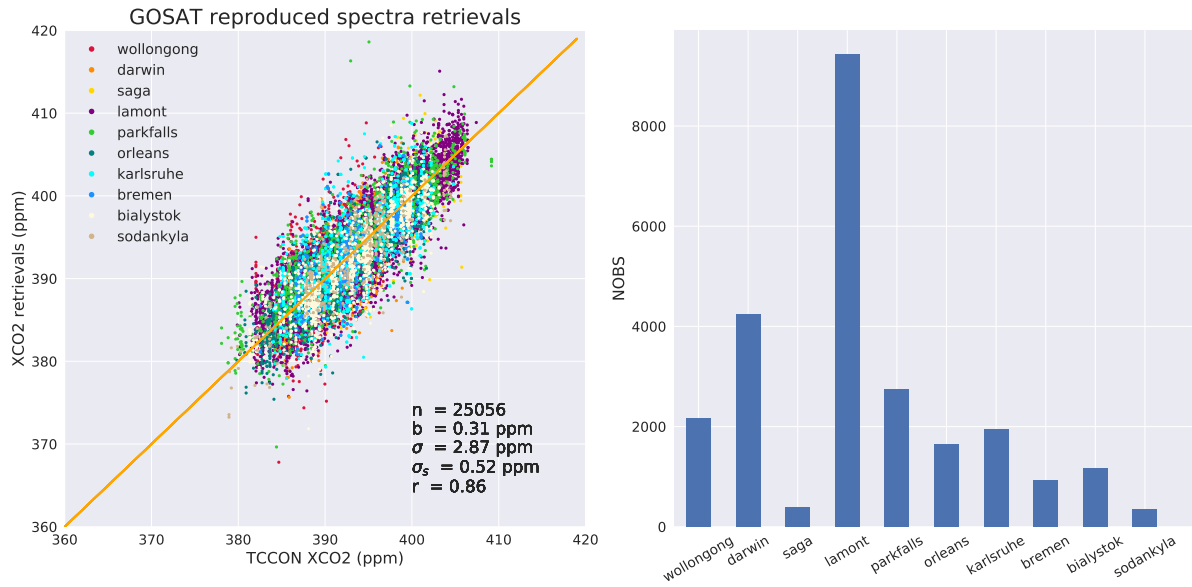 GOSAT reproduced spectra retrievals
420
410
400
390
380
370
360
XCO2 retrievals (ppm)
wollongong
darwin
saga
lamont
parkfalls
orleans
karlsruhe
bremen
bialystok
sodankyla
n = 25056
b = 0.31 ppm
σ = 2.87 ppm
σs = 0.52 ppm
r = 0.86
360 370 380 390 400 410 420
TCCON XCO2 (ppm)
NOBS
8000
6000
4000
2000
0
wollongong
darwin
saga
lamont
parkfalls
orleans
karlsruhe
bremen
bialystok
sodankyla